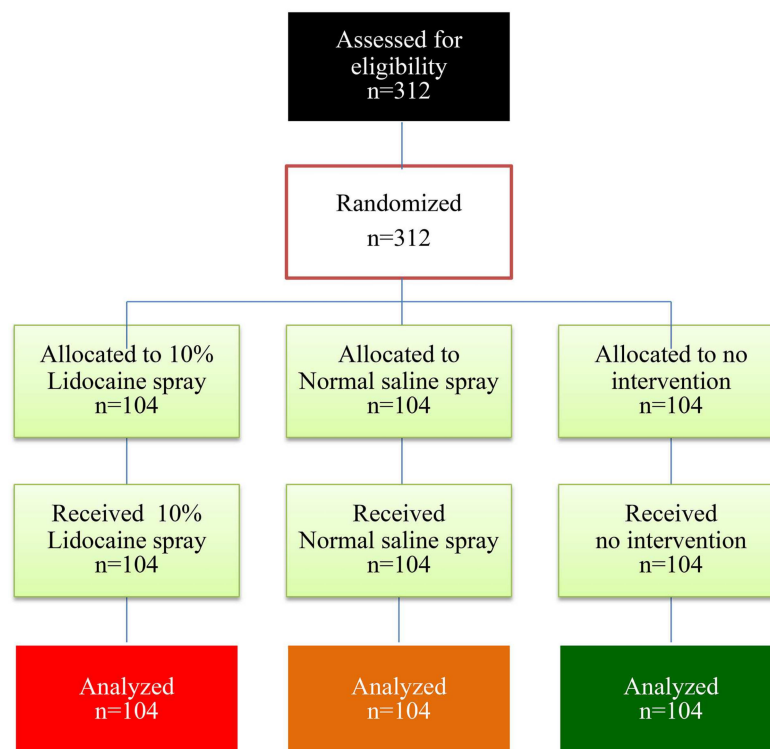 Assessed for
eligibility
n=312
Randomized
n=312
Allocated to 10%
Lidocaine spray
n=104
Allocated to
Normal saline spray
n=104
Allocated to no
intervention
n=104
Received 10%
Lidocaine spray
n=104
Received
Normal saline spray
n=104
Received
no intervention
n=104
Analyzed
n=104
Analyzed
n=104
Analyzed
n=104